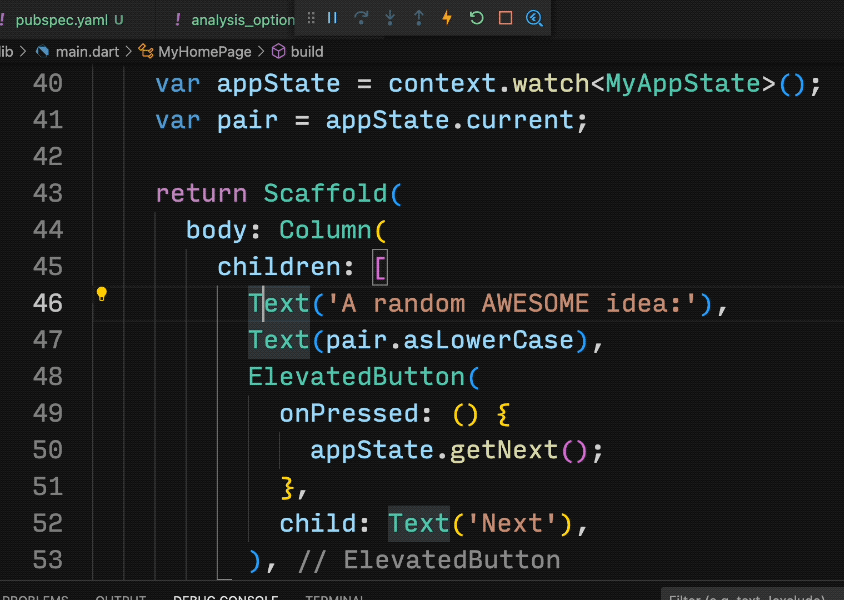 ! pubspec.yaml U ! analysis_option
lib > main.dart > MyHomePage > build
40 var appState = context.watch<MyAppState>();
41 var pair = appState.current;
42
43 return Scaffold(
44 body: Column(
45 children: [
46 Text('A random AWESOME idea:'),
47 Text(pair.asLowerCase),
48 ElevatedButton(
49 onPressed: () {
50 appState.getNext();
51 },
52 child: Text('Next'),
53 ), // ElevatedButton
PROBLEMS OUTPUT DEBUG CONSOLE TERMINAL Filter (e.g. text, !exclude)